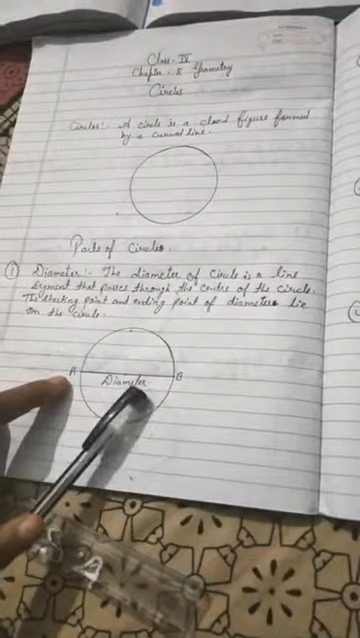 Class - IV
Chapter - 8 Geometry
Circles
Circles :- A circle is a closed figure formed
by a curved line.
Parts of Circles.
① Diameter :- The diameter of circle is a line
segment that passes through the centre of the circle.
The starting point and ending point of diameters lie
on the circle.
A B
Diameter